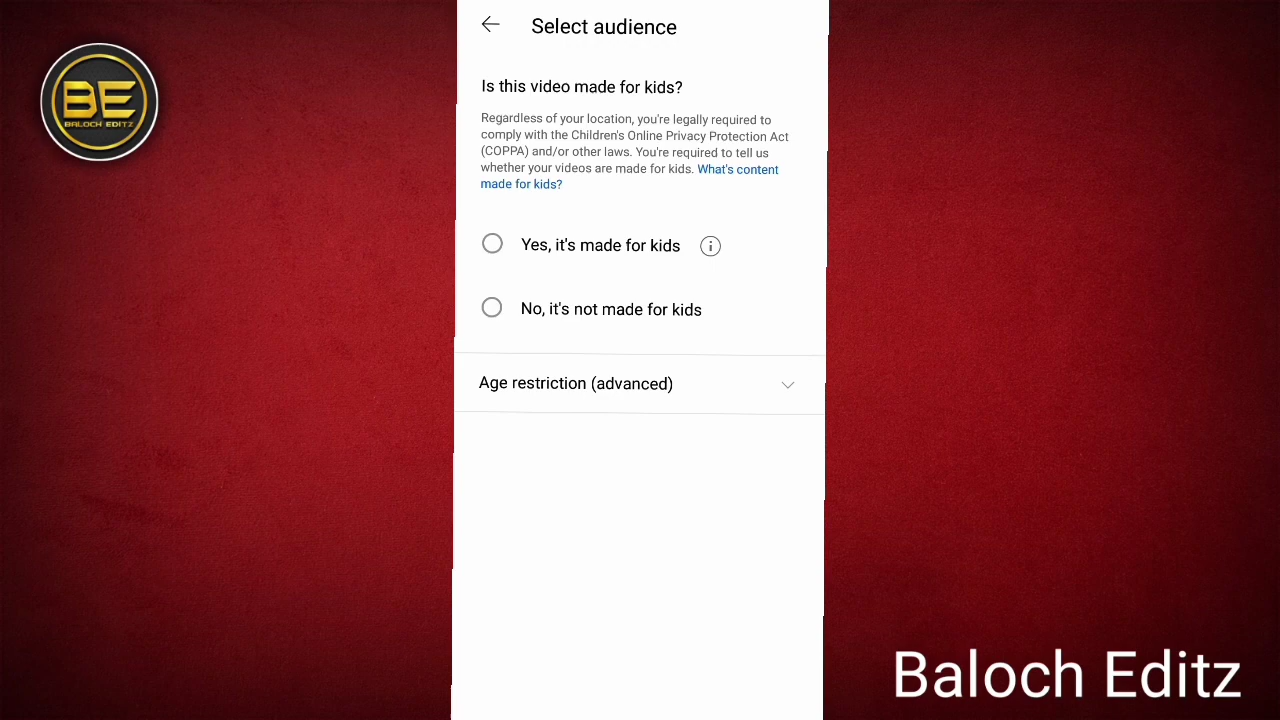 BE
BALOCH EDITZ
Select audience
Is this video made for kids?
Regardless of your location, you're legally required to
comply with the Children's Online Privacy Protection Act
(COPPA) and/or other laws. You're required to tell us
whether your videos are made for kids. What's content
made for kids?
Yes, it's made for kids
No, it's not made for kids
Age restriction (advanced)
Baloch Editz